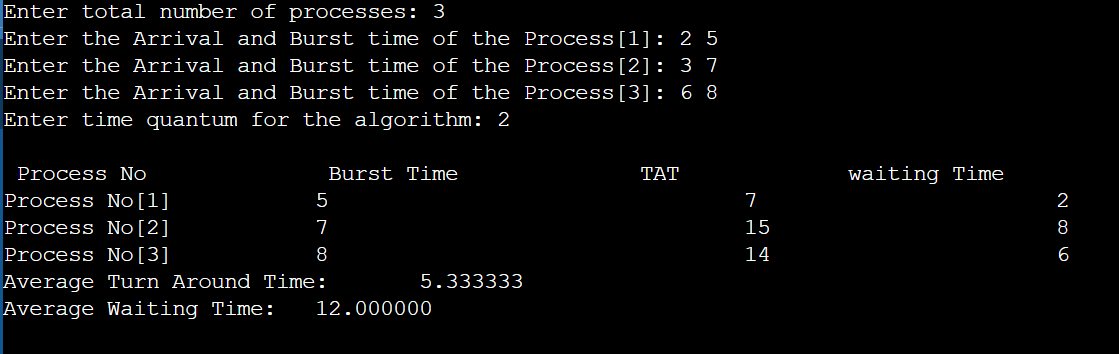 Enter total number of processes: 3
Enter the Arrival and Burst time of the Process[1]: 2 5
Enter the Arrival and Burst time of the Process[2]: 3 7
Enter the Arrival and Burst time of the Process[3]: 6 8
Enter time quantum for the algorithm: 2
Process No Burst Time TAT waiting Time
Process No[1] 5 7 2
Process No[2] 7 15 8
Process No[3] 8 14 6
Average Turn Around Time: 5.333333
Average Waiting Time: 12.000000